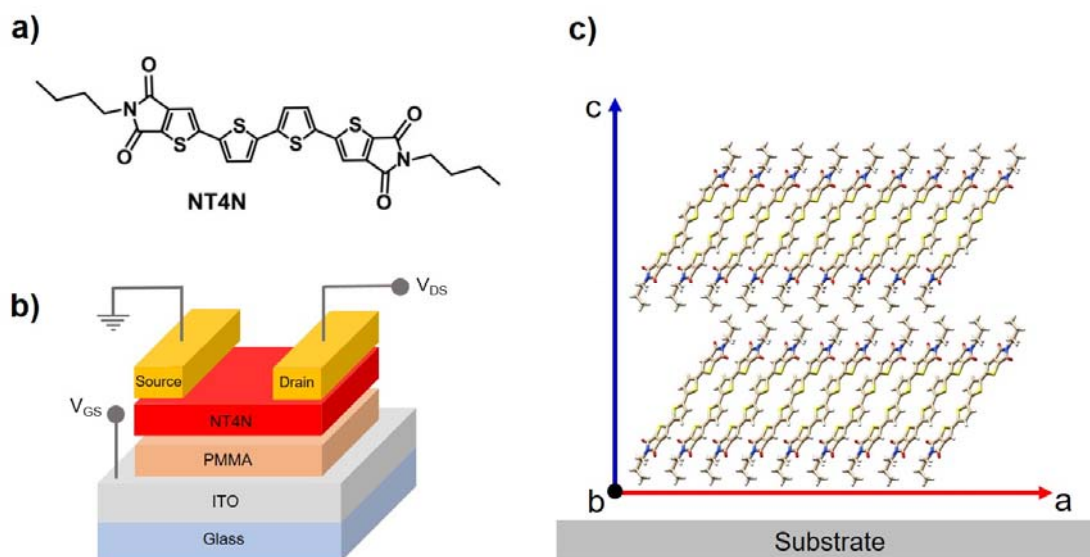 a)
O
O
N
S
S
S
S
N
O
O
NT4N
b)
V_DS
Source
Drain
V_GS
NT4N
PMMA
ITO
Glass
c)
c
b
a
Substrate